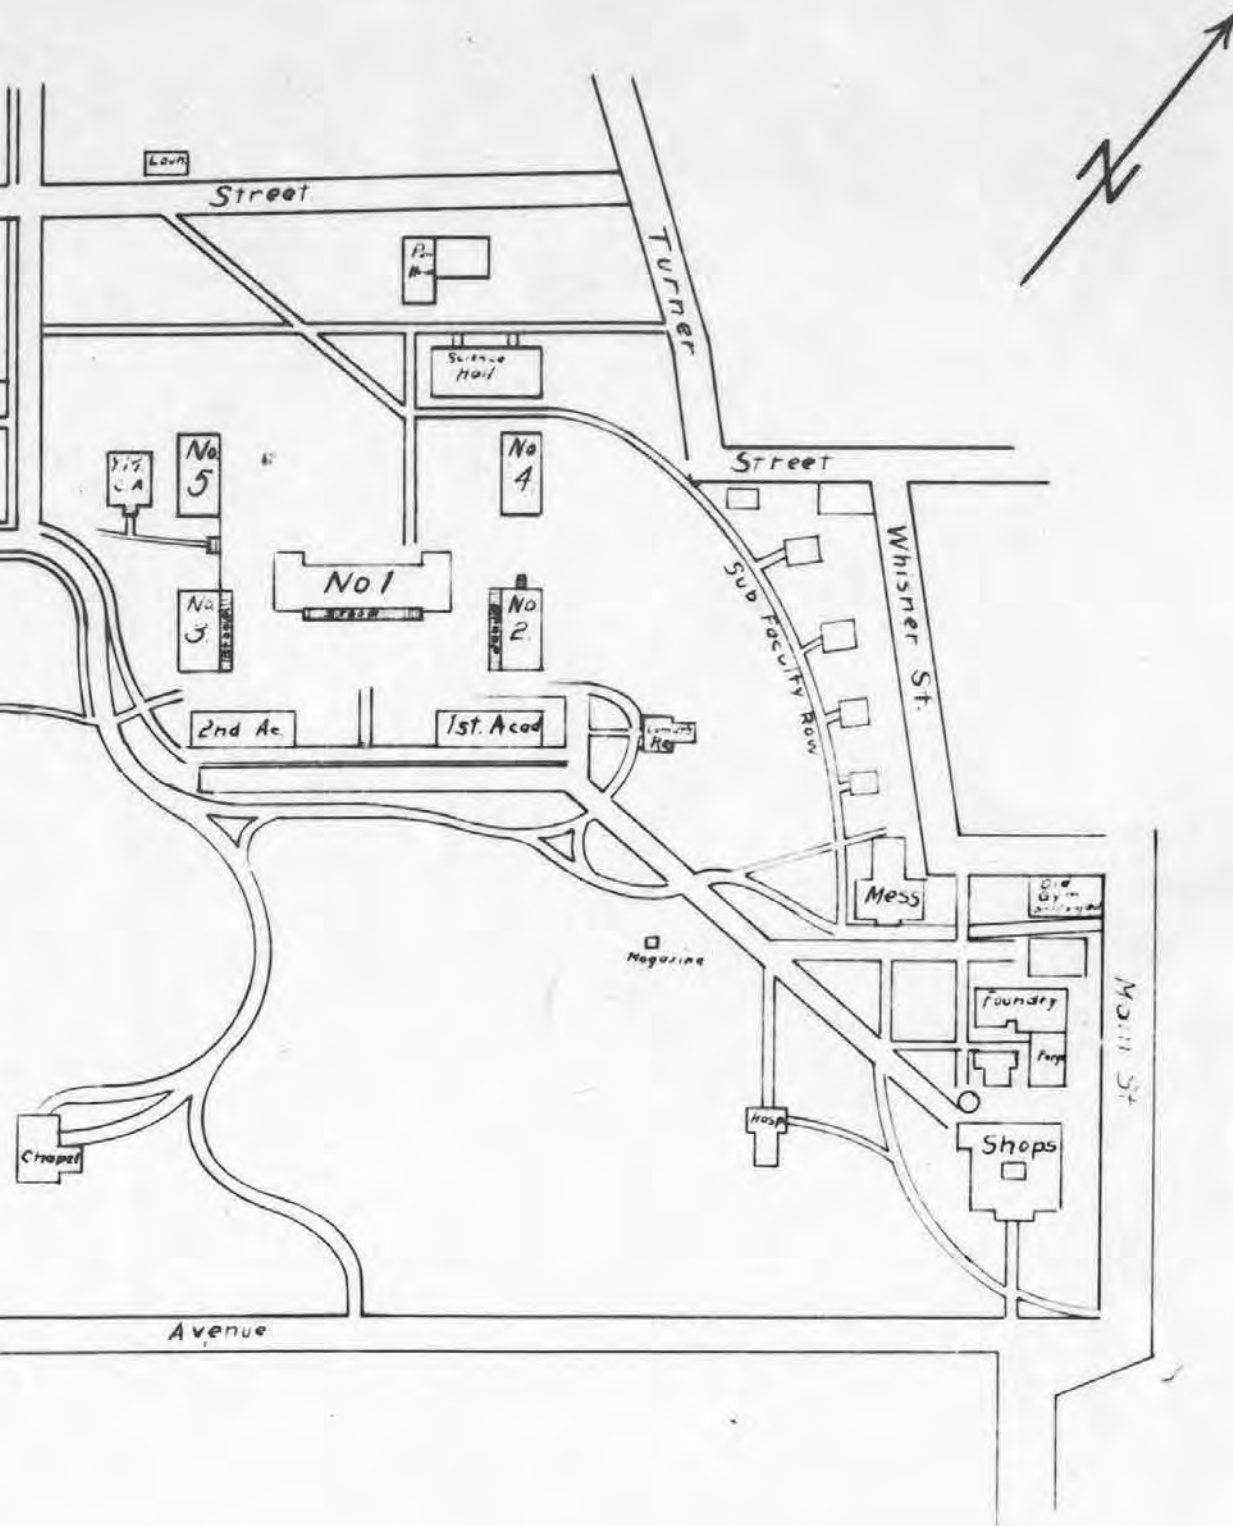 Laun.
Street
Turner
Science
Hall
No
5
No
4
Street
Whisner St.
No 1
Sub Faculty Row
No
3
No
2
2nd Ac.
1st. Acad
Mess
Old
Gym
Magazine
Foundry
Forge
Main St
Hosp
Shops
Chapel
Avenue